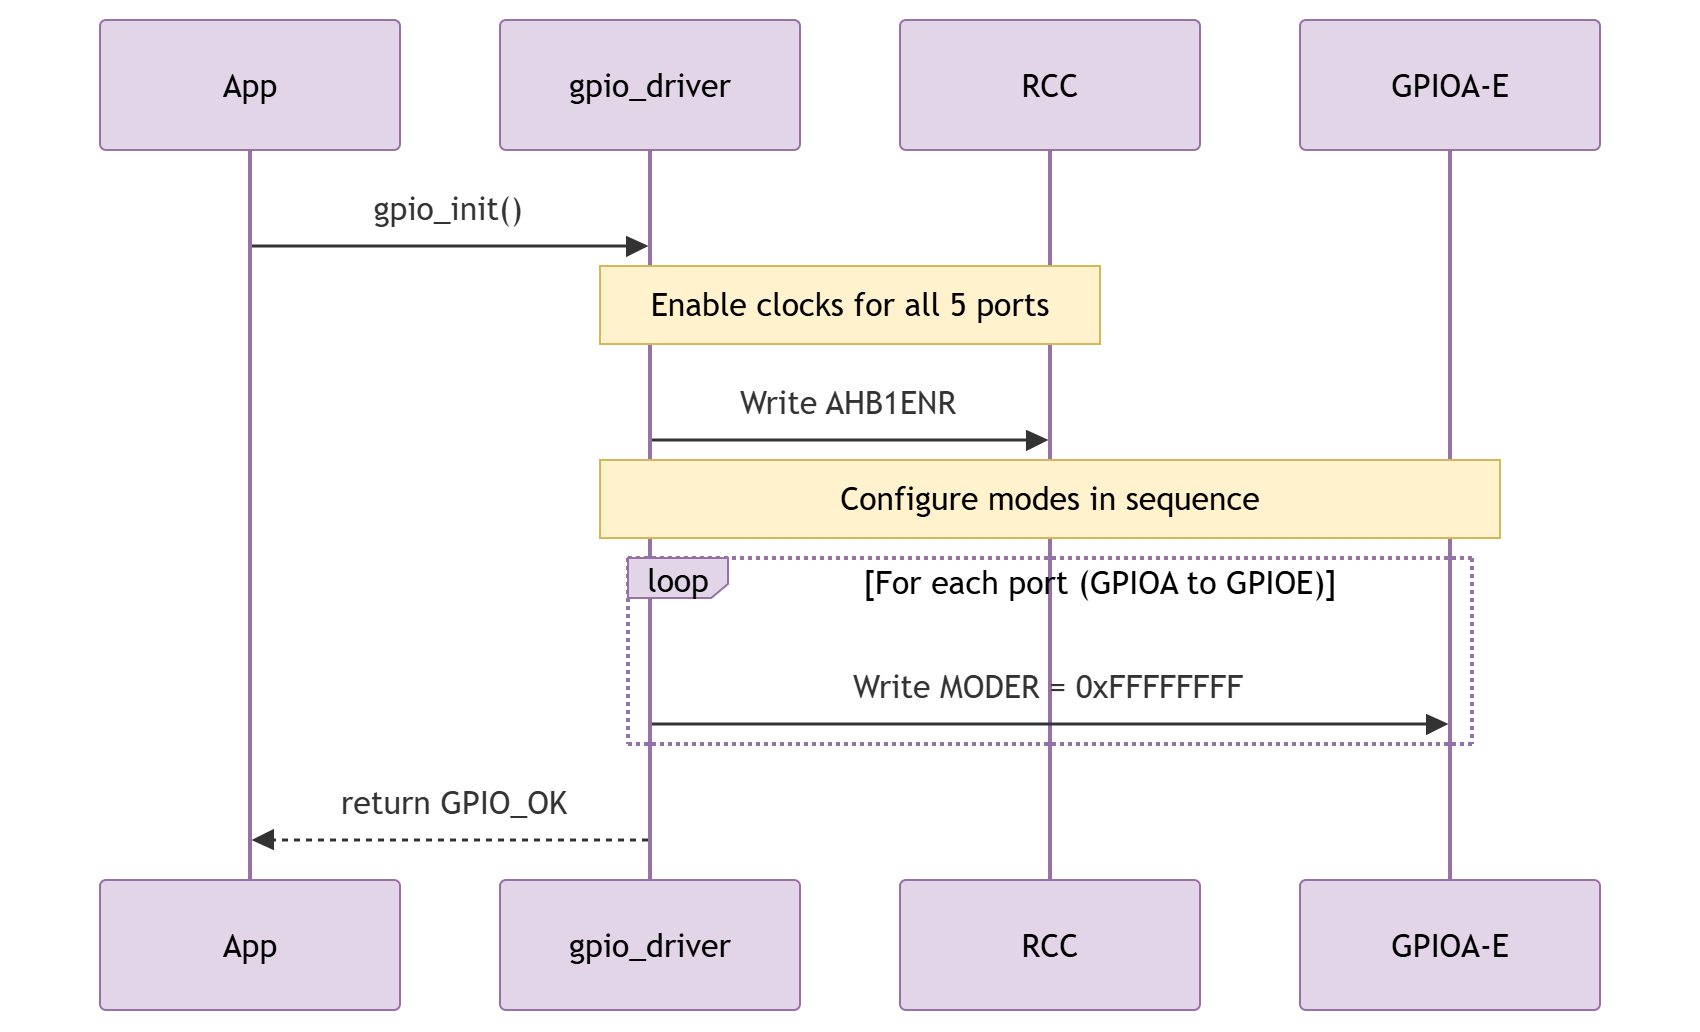 App
gpio_driver
RCC
GPIOA-E
gpio_init()
Enable clocks for all 5 ports
Write AHB1ENR
Configure modes in sequence
loop
[For each port (GPIOA to GPIOE)]
Write MODER = 0xFFFFFFFF
return GPIO_OK
App
gpio_driver
RCC
GPIOA-E